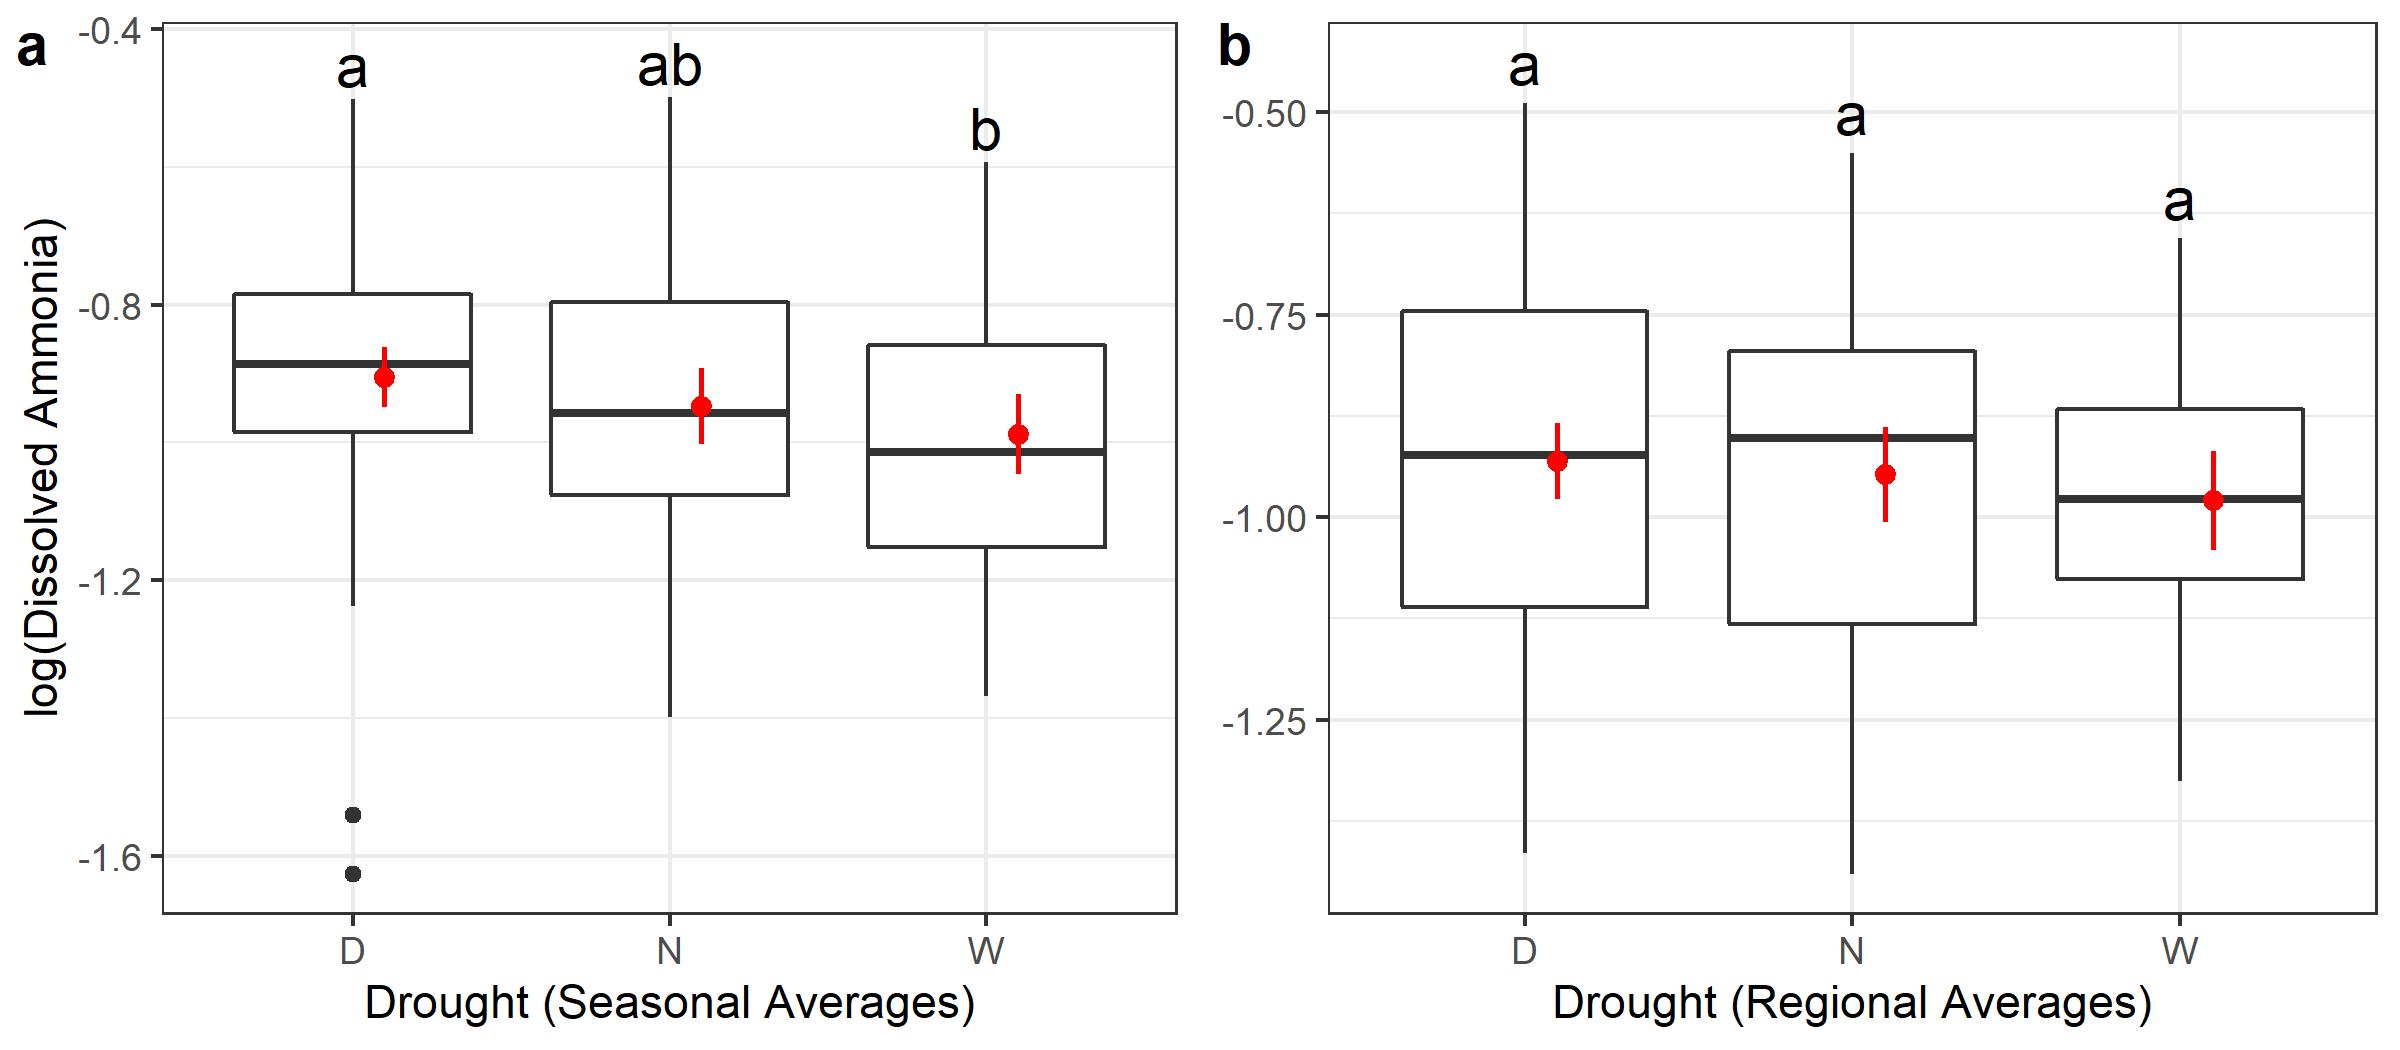 a
log(Dissolved Ammonia)
-0.4
-0.8
-1.2
-1.6
a
ab
b
D
N
W
Drought (Seasonal Averages)
b
-0.50
-0.75
-1.00
-1.25
a
a
a
D
N
W
Drought (Regional Averages)